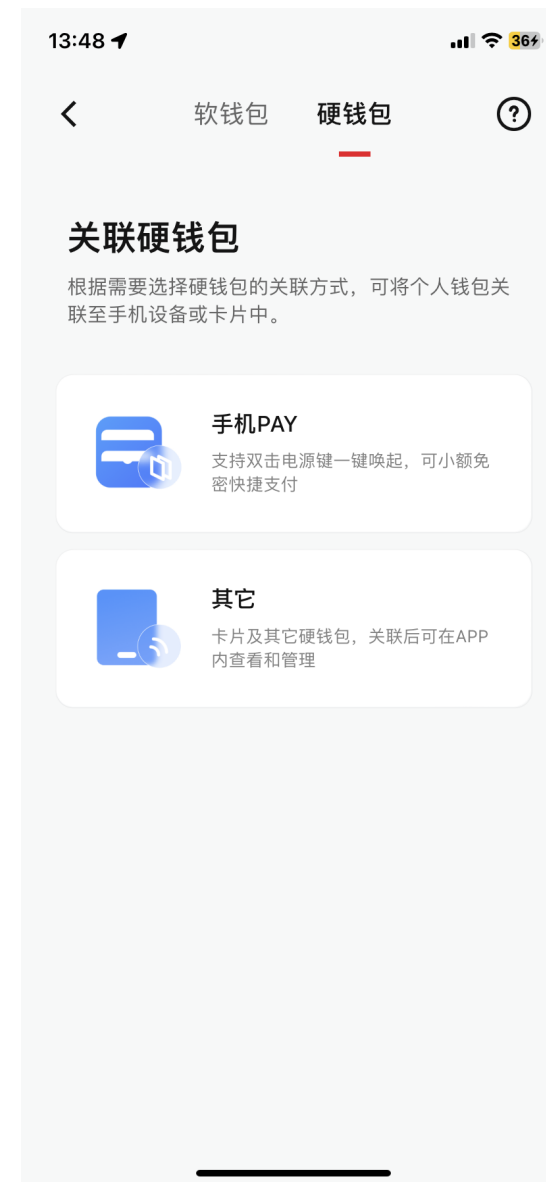 13:48
36
软钱包 硬钱包
关联硬钱包
根据需要选择硬钱包的关联方式，可将个人钱包关
联至手机设备或卡片中。
手机PAY
支持双击电源键一键唤起，可小额免
密快捷支付
其它
卡片及其它硬钱包，关联后可在APP
内查看和管理